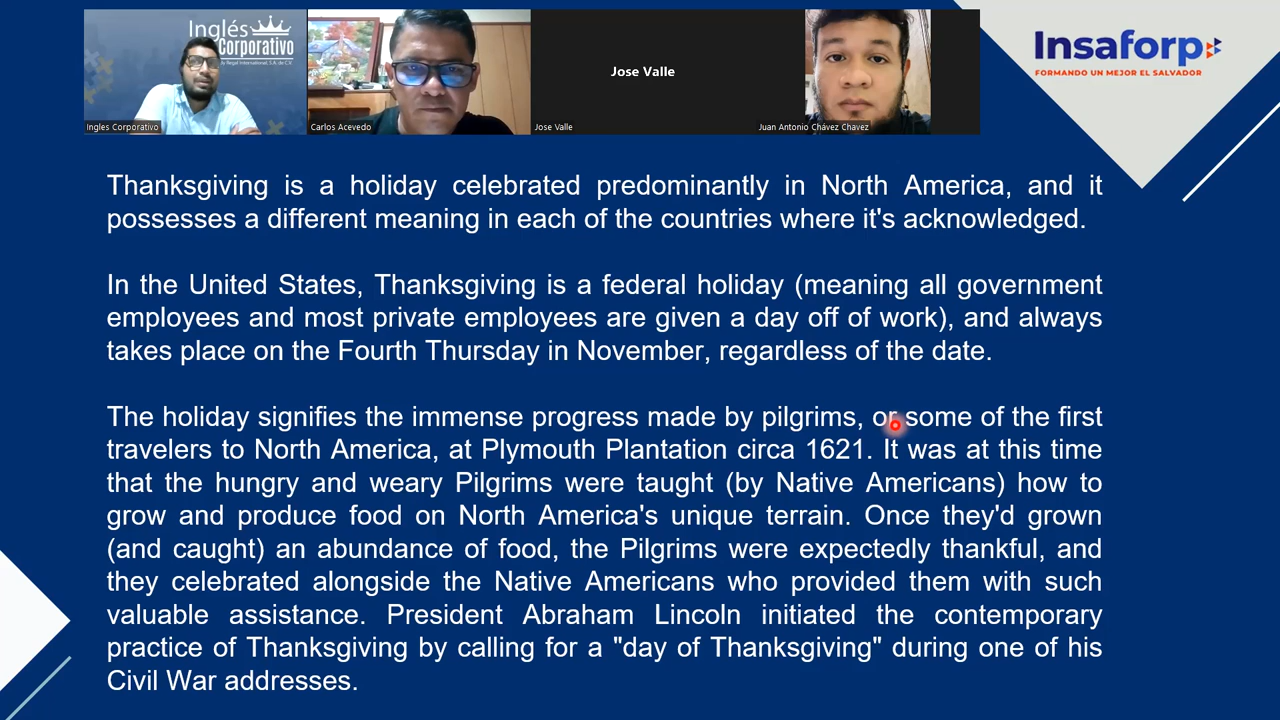 Inglés
Corporativo
By Regal International, S.A. de C.V.
Ingles Corporativo
Carlos Acevedo
Jose Valle
Jose Valle
Juan Antonio Chávez Chavez
Insaforp
FORMANDO UN MEJOR EL SALVADOR
Thanksgiving is a holiday celebrated predominantly in North America, and it
possesses a different meaning in each of the countries where it's acknowledged.
In the United States, Thanksgiving is a federal holiday (meaning all government
employees and most private employees are given a day off of work), and always
takes place on the Fourth Thursday in November, regardless of the date.
The holiday signifies the immense progress made by pilgrims, or some of the first
travelers to North America, at Plymouth Plantation circa 1621. It was at this time
that the hungry and weary Pilgrims were taught (by Native Americans) how to
grow and produce food on North America's unique terrain. Once they'd grown
(and caught) an abundance of food, the Pilgrims were expectedly thankful, and
they celebrated alongside the Native Americans who provided them with such
valuable assistance. President Abraham Lincoln initiated the contemporary
practice of Thanksgiving by calling for a "day of Thanksgiving" during one of his
Civil War addresses.